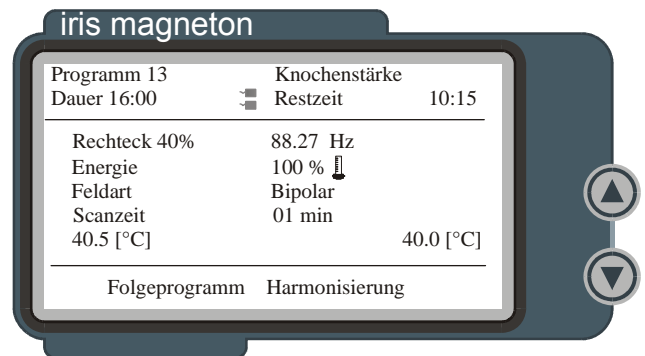 iris magneton
Programm 13 Knochenstärke
Dauer 16:00 Restzeit 10:15
Rechteck 40% 88.27 Hz
Energie 100 %
Feldart Bipolar
Scanzeit 01 min
40.5 [°C] 40.0 [°C]
Folgeprogramm Harmonisierung